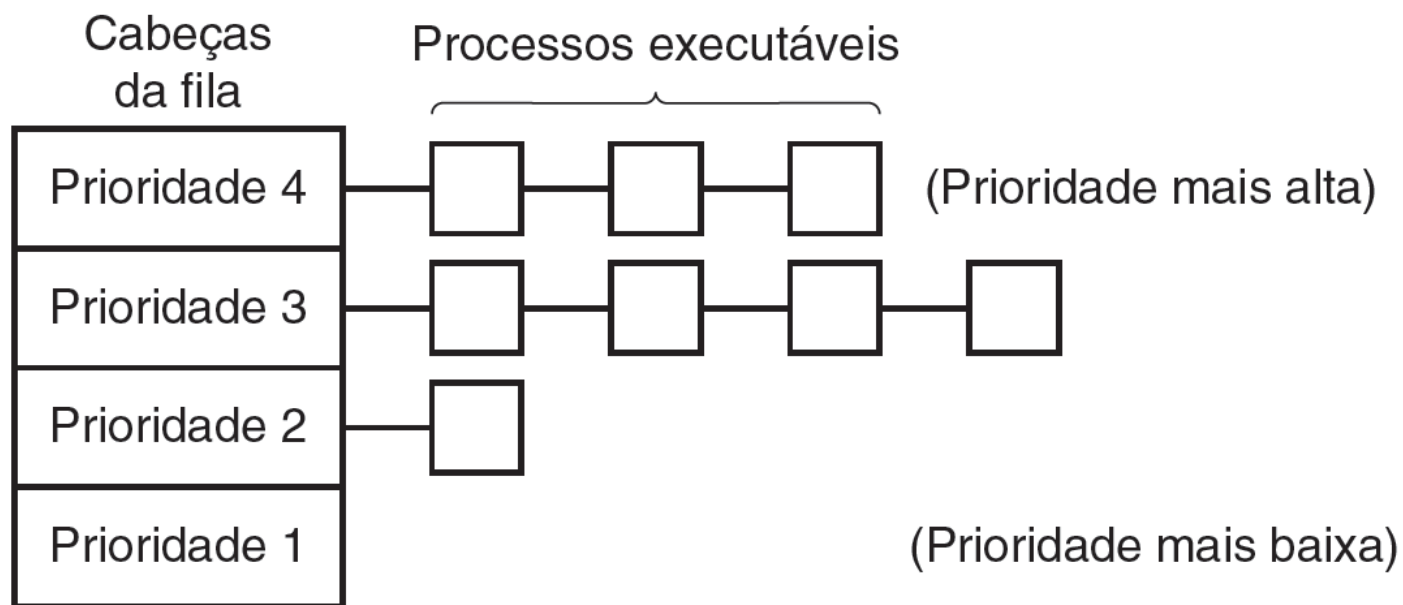 Cabeças
da fila
Processos executáveis
Prioridade 4
(Prioridade mais alta)
Prioridade 3
Prioridade 2
Prioridade 1
(Prioridade mais baixa)